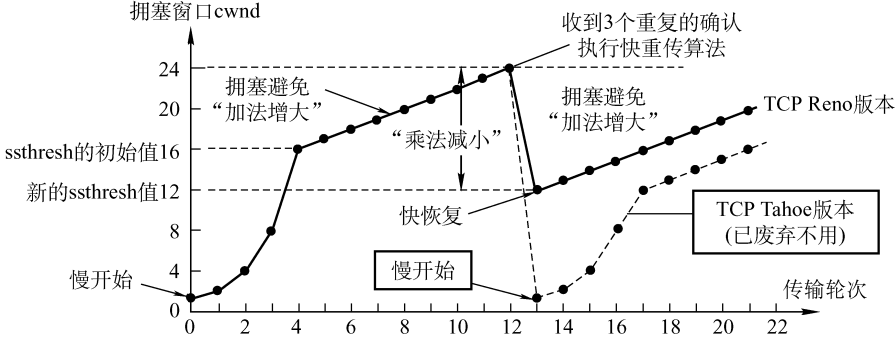 拥塞窗口cwnd
收到3个重复的确认
执行快重传算法
24
拥塞避免
“加法增大”
拥塞避免
“加法增大”
20
TCP Reno版本
“乘法减小”
ssthresh的初始值16
新的ssthresh值12
快恢复
TCP Tahoe版本
(已废弃不用)
8
慢开始
慢开始
4
传输轮次
0
0 2 4 6 8 10 12 14 16 18 20 22